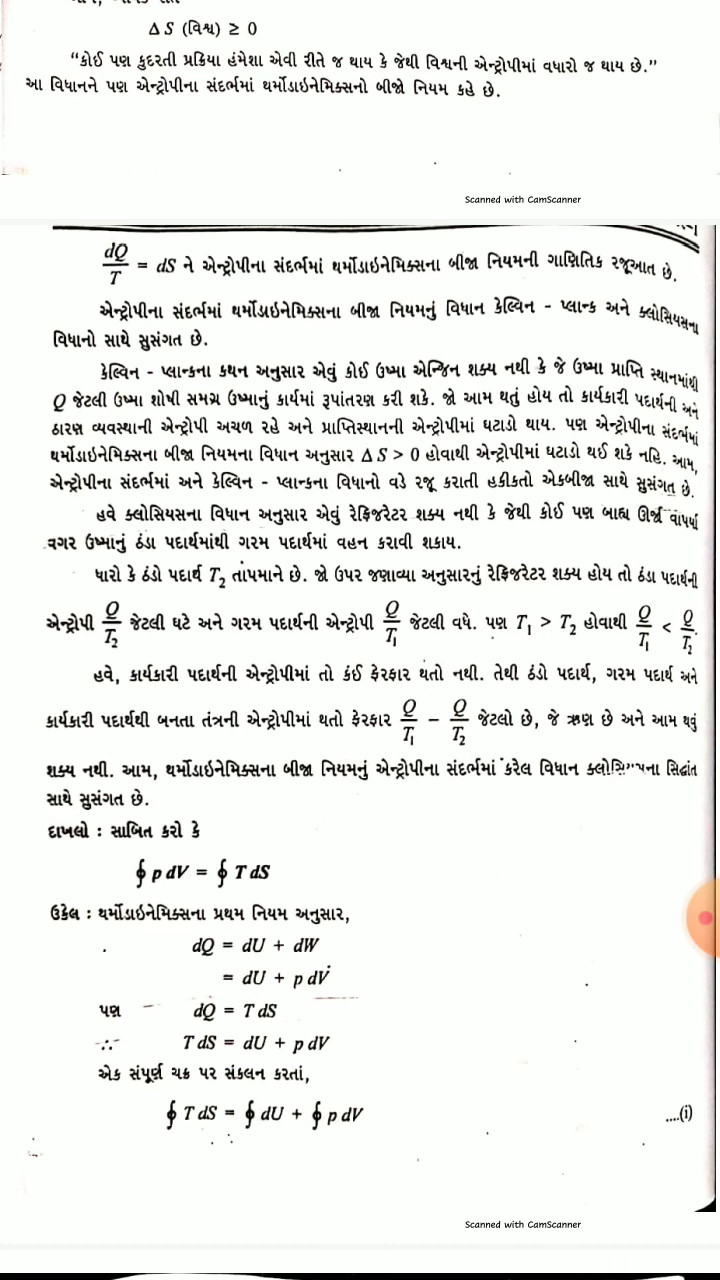 Δ S (વિશ્વ) ≥ 0
“કોઈ પણ કુદરતી પ્રક્રિયા હંમેશા એવી રીતે જ થાય કે જેથી વિશ્વની એન્ટ્રોપીમાં વધારો જ થાય છે.”
આ વિધાનને પણ એન્ટ્રોપીના સંદર્ભમાં થર્મોડાઇનેમિક્સનો બીજો નિયમ કહે છે.
Scanned with CamScanner
dQ/T = dS ને એન્ટ્રોપીના સંદર્ભમાં થર્મોડાઇનેમિક્સના બીજા નિયમની ગાણિતિક રજૂઆત છે.
એન્ટ્રોપીના સંદર્ભમાં થર્મોડાઇનેમિક્સના બીજા નિયમનું વિધાન કેલ્વિન - પ્લાન્ક અને ક્લોસિયસના
વિધાનો સાથે સુસંગત છે.
કેલ્વિન - પ્લાન્કના કથન અનુસાર એવું કોઈ ઉષ્મા એન્જિન શક્ય નથી કે જે ઉષ્મા પ્રાપ્તિ સ્થાનમાંથી
Q જેટલી ઉષ્મા શોષી સમગ્ર ઉષ્માનું કાર્યમાં રૂપાંતરણ કરી શકે. જો આમ થતું હોય તો કાર્યકારી પદાર્થની અને
ઠારણ વ્યવસ્થાની એન્ટ્રોપી અચળ રહે અને પ્રાપ્તિસ્થાનની એન્ટ્રોપીમાં ઘટાડો થાય. પણ એન્ટ્રોપીના સંદર્ભમાં
થર્મોડાઇનેમિક્સના બીજા નિયમના વિધાન અનુસાર Δ S > 0 હોવાથી એન્ટ્રોપીમાં ઘટાડો થઈ શકે નહિ. આમ,
એન્ટ્રોપીના સંદર્ભમાં અને કેલ્વિન - પ્લાન્કના વિધાનો વડે રજૂ કરાતી હકીકતો એકબીજા સાથે સુસંગત છે.
હવે ક્લોસિયસના વિધાન અનુસાર એવું રેફ્રિજરેટર શક્ય નથી કે જેથી કોઈ પણ બાહ્ય ઊર્જા વાપર્યા
વગર ઉષ્માનું ઠંડા પદાર્થમાંથી ગરમ પદાર્થમાં વહન કરાવી શકાય.
ધારો કે ઠંડો પદાર્થ T₂ તાપમાને છે. જો ઉપર જણાવ્યા અનુસારનું રેફ્રિજરેટર શક્ય હોય તો ઠંડા પદાર્થની
એન્ટ્રોપી Q/T₂ જેટલી ઘટે અને ગરમ પદાર્થની એન્ટ્રોપી Q/T₁ જેટલી વધે. પણ T₁ > T₂ હોવાથી Q/T₁ < Q/T₂.
હવે, કાર્યકારી પદાર્થની એન્ટ્રોપીમાં તો કંઈ ફેરફાર થતો નથી. તેથી ઠંડો પદાર્થ, ગરમ પદાર્થ અને
કાર્યકારી પદાર્થથી બનતા તંત્રની એન્ટ્રોપીમાં થતો ફેરફાર Q/T₁ − Q/T₂ જેટલો છે, જે ઋણ છે અને આમ થવું
શક્ય નથી. આમ, થર્મોડાઇનેમિક્સના બીજા નિયમનું એન્ટ્રોપીના સંદર્ભમાં કરેલ વિધાન સિદ્ધાંત
સાથે સુસંગત છે.
દાખલો : સાબિત કરો કે
∮ p dV = ∮ T dS
ઉકેલ : થર્મોડાઇનેમિક્સના પ્રથમ નિયમ અનુસાર,
dQ = dU + dW
= dU + p dV
પણ dQ = T dS
∴ T dS = dU + p dV
એક સંપૂર્ણ ચક્ર પર સંકલન કરતાં,
∮ T dS = ∮ dU + ∮ p dV ....(i)
Scanned with CamScanner